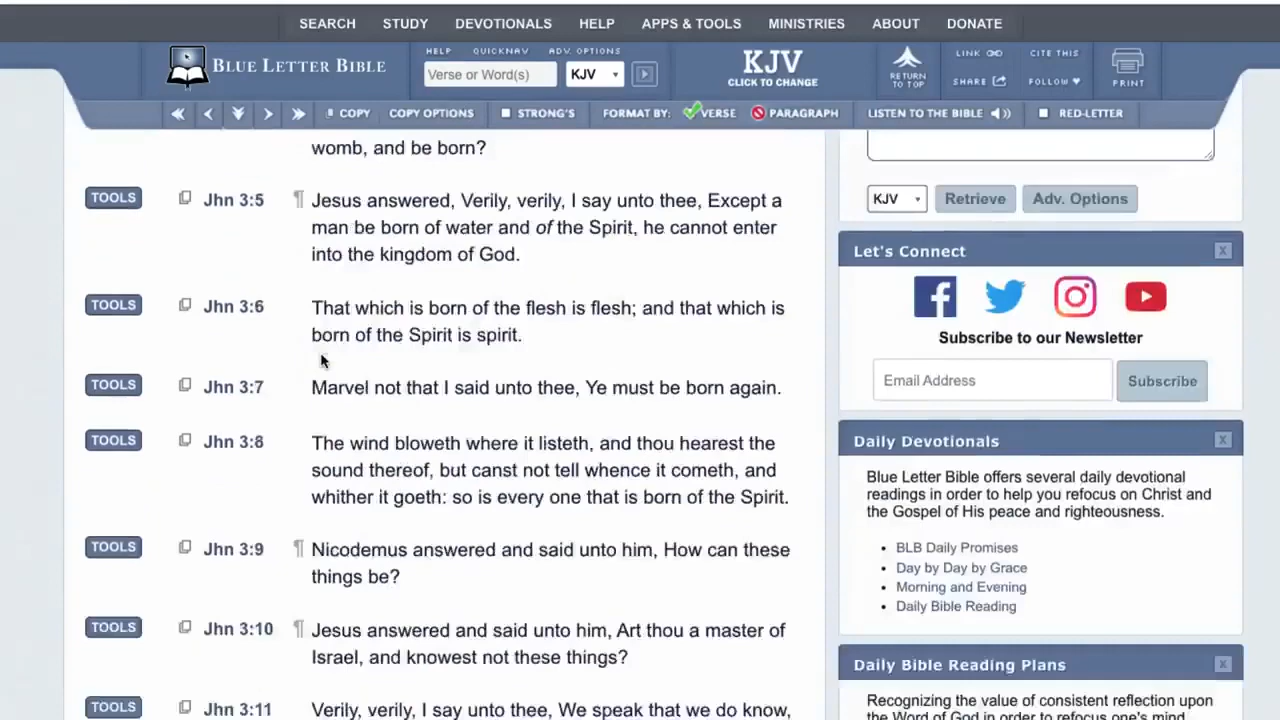 SEARCH STUDY DEVOTIONALS HELP APPS & TOOLS MINISTRIES ABOUT DONATE
BLUE LETTER BIBLE
HELP QUICKNAV ADV. OPTIONS
Verse or Word(s) KJV
KJV
CLICK TO CHANGE
RETURN
TO TOP
LINK CITE THIS
SHARE FOLLOW
PRINT
COPY COPY OPTIONS STRONG'S FORMAT BY: VERSE PARAGRAPH LISTEN TO THE BIBLE RED-LETTER
womb, and be born?
TOOLS Jhn 3:5 ¶ Jesus answered, Verily, verily, I say unto thee, Except a
man be born of water and of the Spirit, he cannot enter
into the kingdom of God.
TOOLS Jhn 3:6 That which is born of the flesh is flesh; and that which is
born of the Spirit is spirit.
TOOLS Jhn 3:7 Marvel not that I said unto thee, Ye must be born again.
TOOLS Jhn 3:8 The wind bloweth where it listeth, and thou hearest the
sound thereof, but canst not tell whence it cometh, and
whither it goeth: so is every one that is born of the Spirit.
TOOLS Jhn 3:9 ¶ Nicodemus answered and said unto him, How can these
things be?
TOOLS Jhn 3:10 ¶ Jesus answered and said unto him, Art thou a master of
Israel, and knowest not these things?
TOOLS Jhn 3:11 Verily, verily, I say unto thee, We speak that we do know,
KJV Retrieve Adv. Options
Let's Connect x
Subscribe to our Newsletter
Email Address Subscribe
Daily Devotionals x
Blue Letter Bible offers several daily devotional
readings in order to help you refocus on Christ and
the Gospel of His peace and righteousness.
• BLB Daily Promises
• Day by Day by Grace
• Morning and Evening
• Daily Bible Reading
Daily Bible Reading Plans x
Recognizing the value of consistent reflection upon
the Word of God in order to refocus one's mind